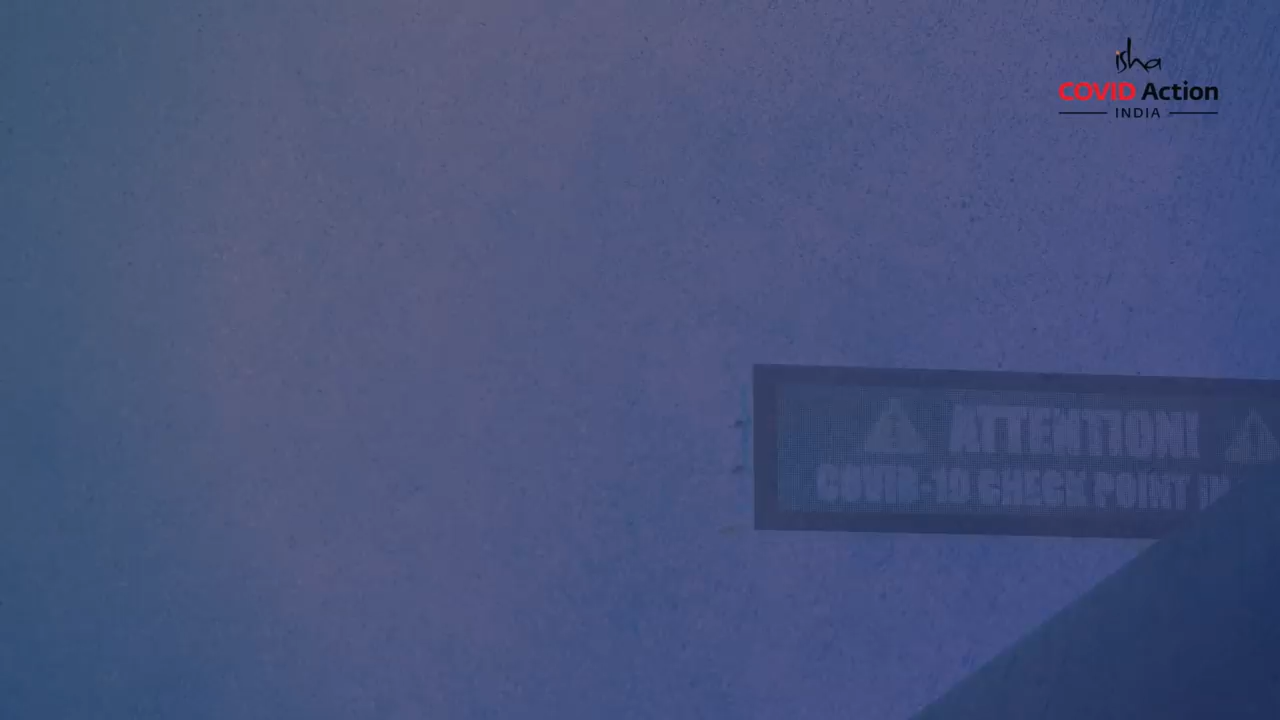 isha
COVID Action
INDIA
ATTENTION!
COVID-19 CHECK POINT